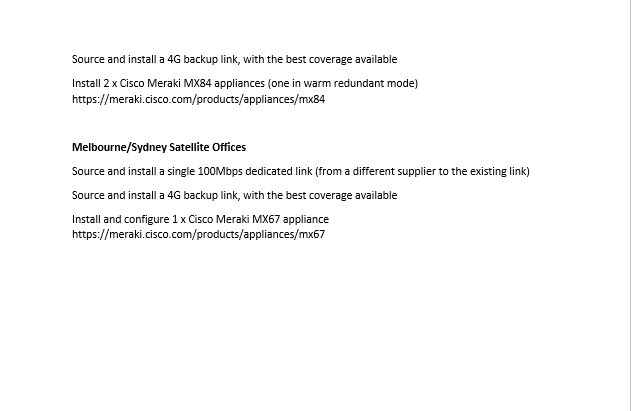 Source and install a 4G backup link, with the best coverage available
Install 2 x Cisco Meraki MX84 appliances (one in warm redundant mode)
https://meraki.cisco.com/products/appliances/mx84
Melbourne/Sydney Satellite Offices
Source and install a single 100Mbps dedicated link (from a different supplier to the existing link)
Source and install a 4G backup link, with the best coverage available
Install and configure 1 x Cisco Meraki MX67 appliance
https://meraki.cisco.com/products/appliances/mx67